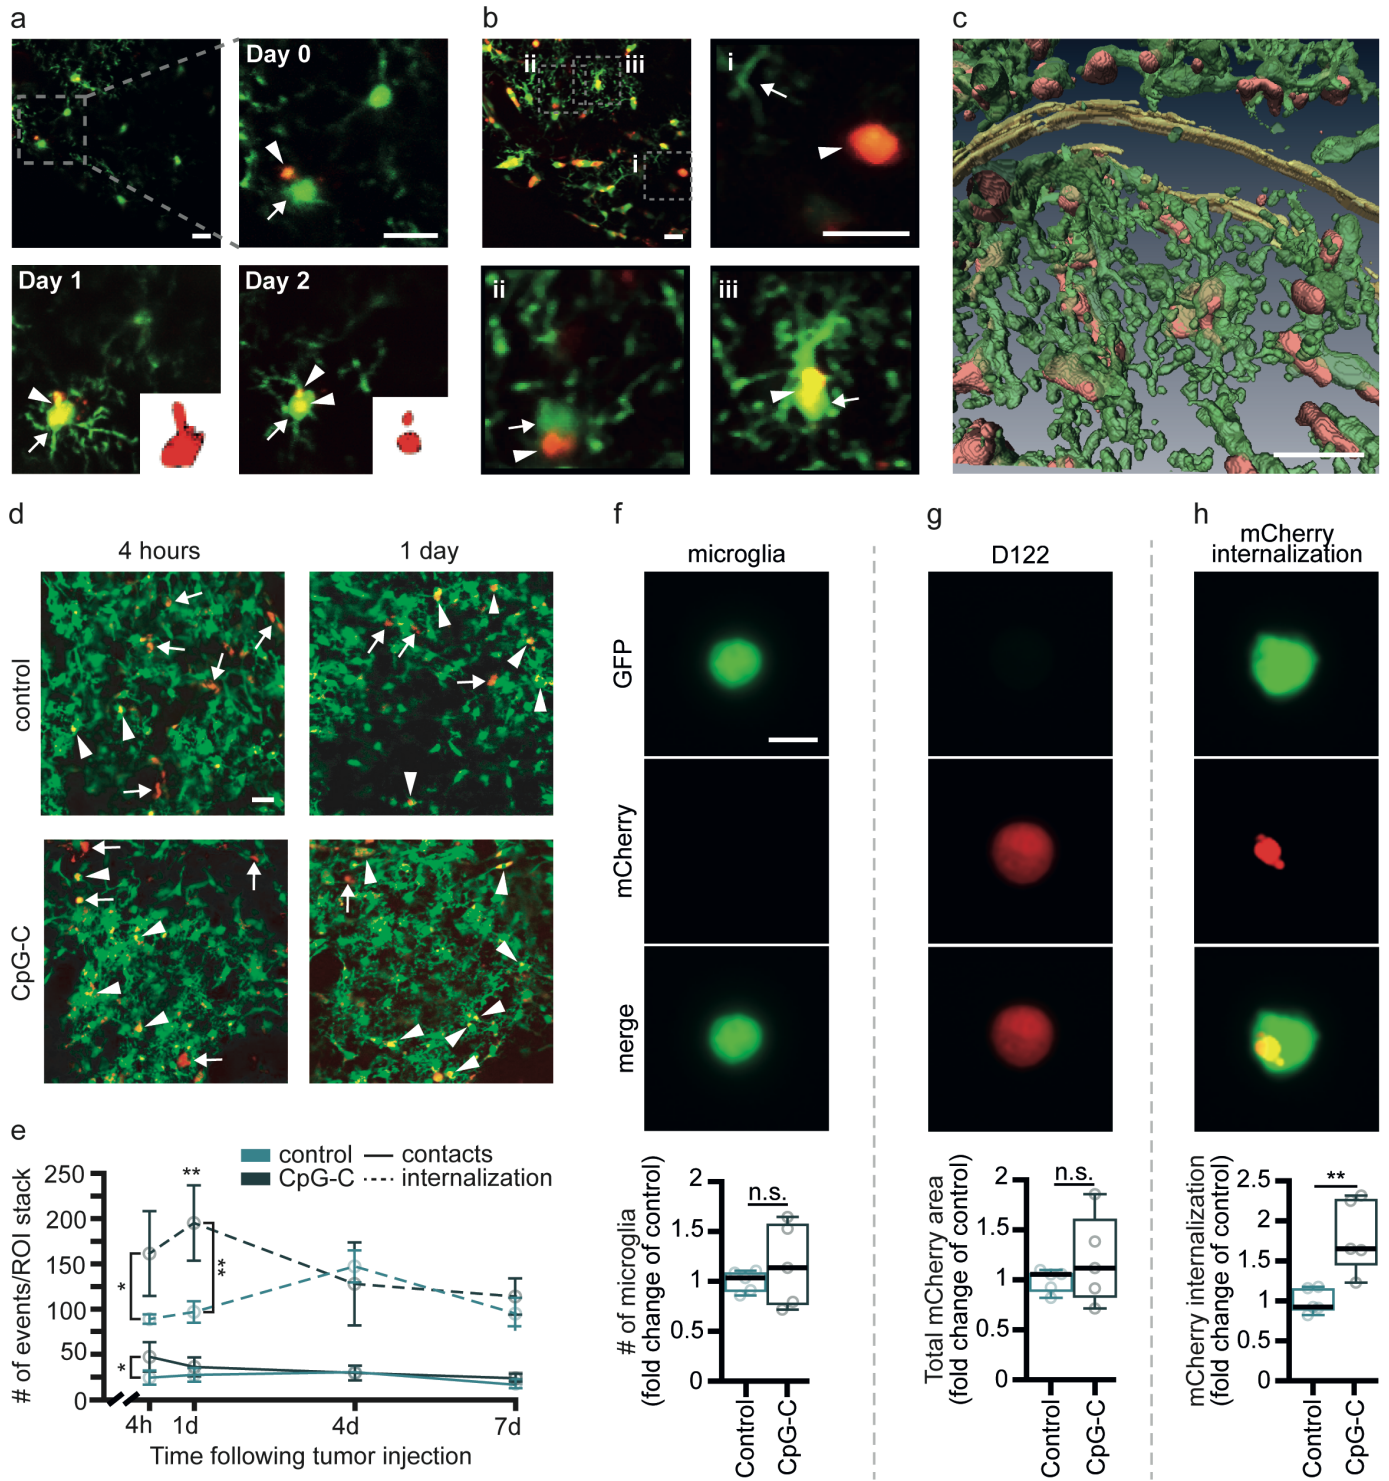 a
b
c
Day 0
Day 1
Day 2
ii
iii
i
i
ii
iii
d
4 hours
1 day
control
CpG-C
e
control
contacts
CpG-C
internalization
# of events/ROI stack
250
200
150
100
50
0
**
*
**
*
4h
1d
4d
7d
Time following tumor injection
f
microglia
GFP
mCherry
merge
# of microglia
(fold change of control)
2
1.5
1
0.5
0
n.s.
Control
CpG-C
g
D122
Total mCherry area
(fold change of control)
2
1.5
1
0.5
0
n.s.
Control
CpG-C
h
mCherry
internalization
mCherry internalization
(fold change of control)
2.5
2
1.5
1
0.5
0
**
Control
CpG-C